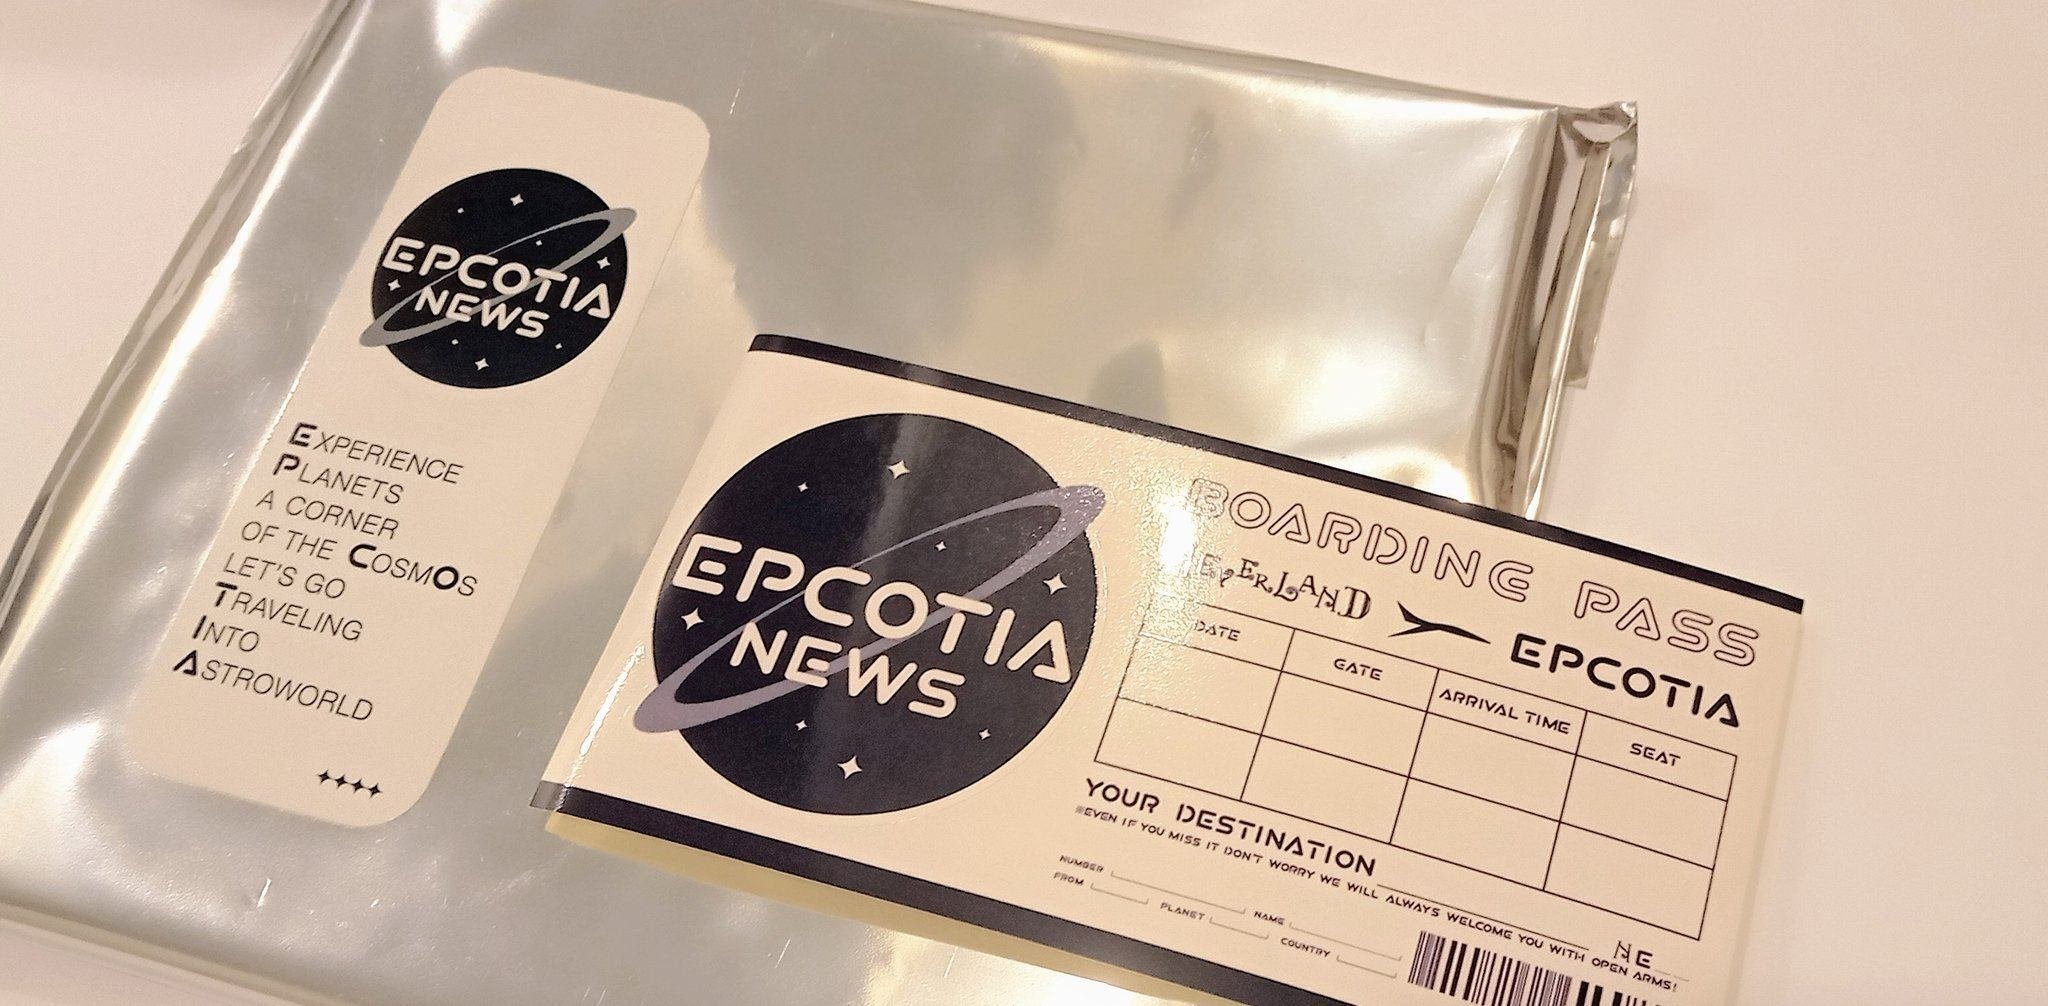 EPCOTIA
NEWS
EXPERIENCE
PLANETS
A CORNER
OF THE COSMOS
LET'S GO
TRAVELING
INTO
ASTROWORLD
EPCOTIA
NEWS
BOARDING PASS
EVERLAND EPCOTIA
DATE GATE ARRIVAL TIME SEAT
YOUR DESTINATION
※EVEN IF YOU MISS IT DON'T WORRY WE WILL ALWAYS WELCOME YOU WITH OPEN ARMS!
NUMBER NAME
FROM PLANET COUNTRY
NE